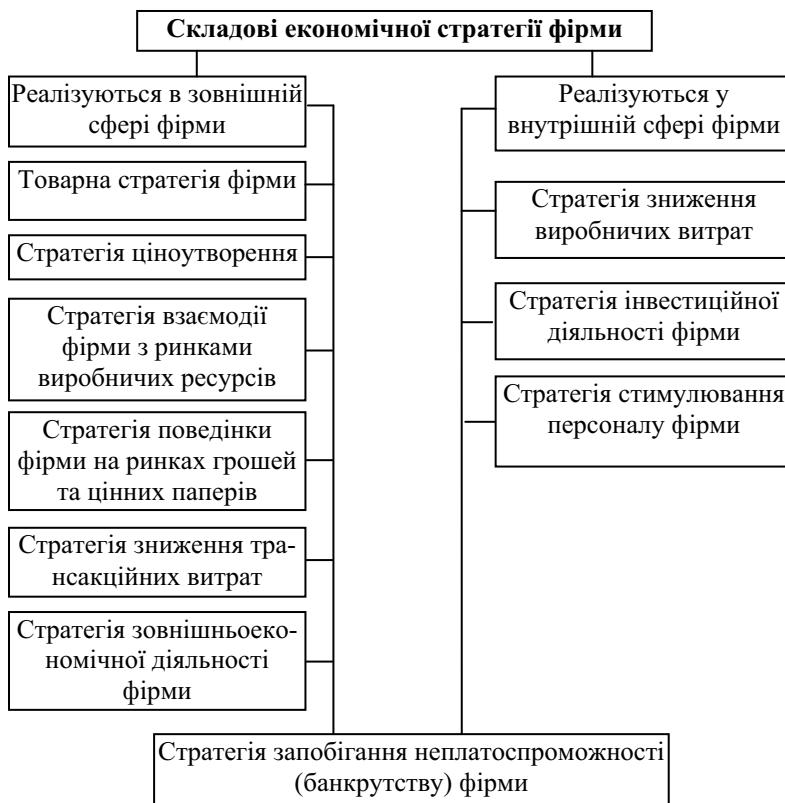 Складові економічної стратегії фірми
Реалізуються в зовнішній
сфері фірми
Товарна стратегія фірми
Стратегія ціноутворення
Стратегія взаємодії
фірми з ринками
виробничих ресурсів
Стратегія поведінки
фірми на ринках грошей
та цінних паперів
Стратегія зниження тра-
нсакційних витрат
Стратегія зовнішньоеко-
номічної діяльності
фірми
Реалізуються у
внутрішній сфері фірми
Стратегія зниження
виробничих витрат
Стратегія інвестиційної
діяльності фірми
Стратегія стимулювання
персоналу фірми
Стратегія запобігання неплатоспроможності
(банкрутству) фірми